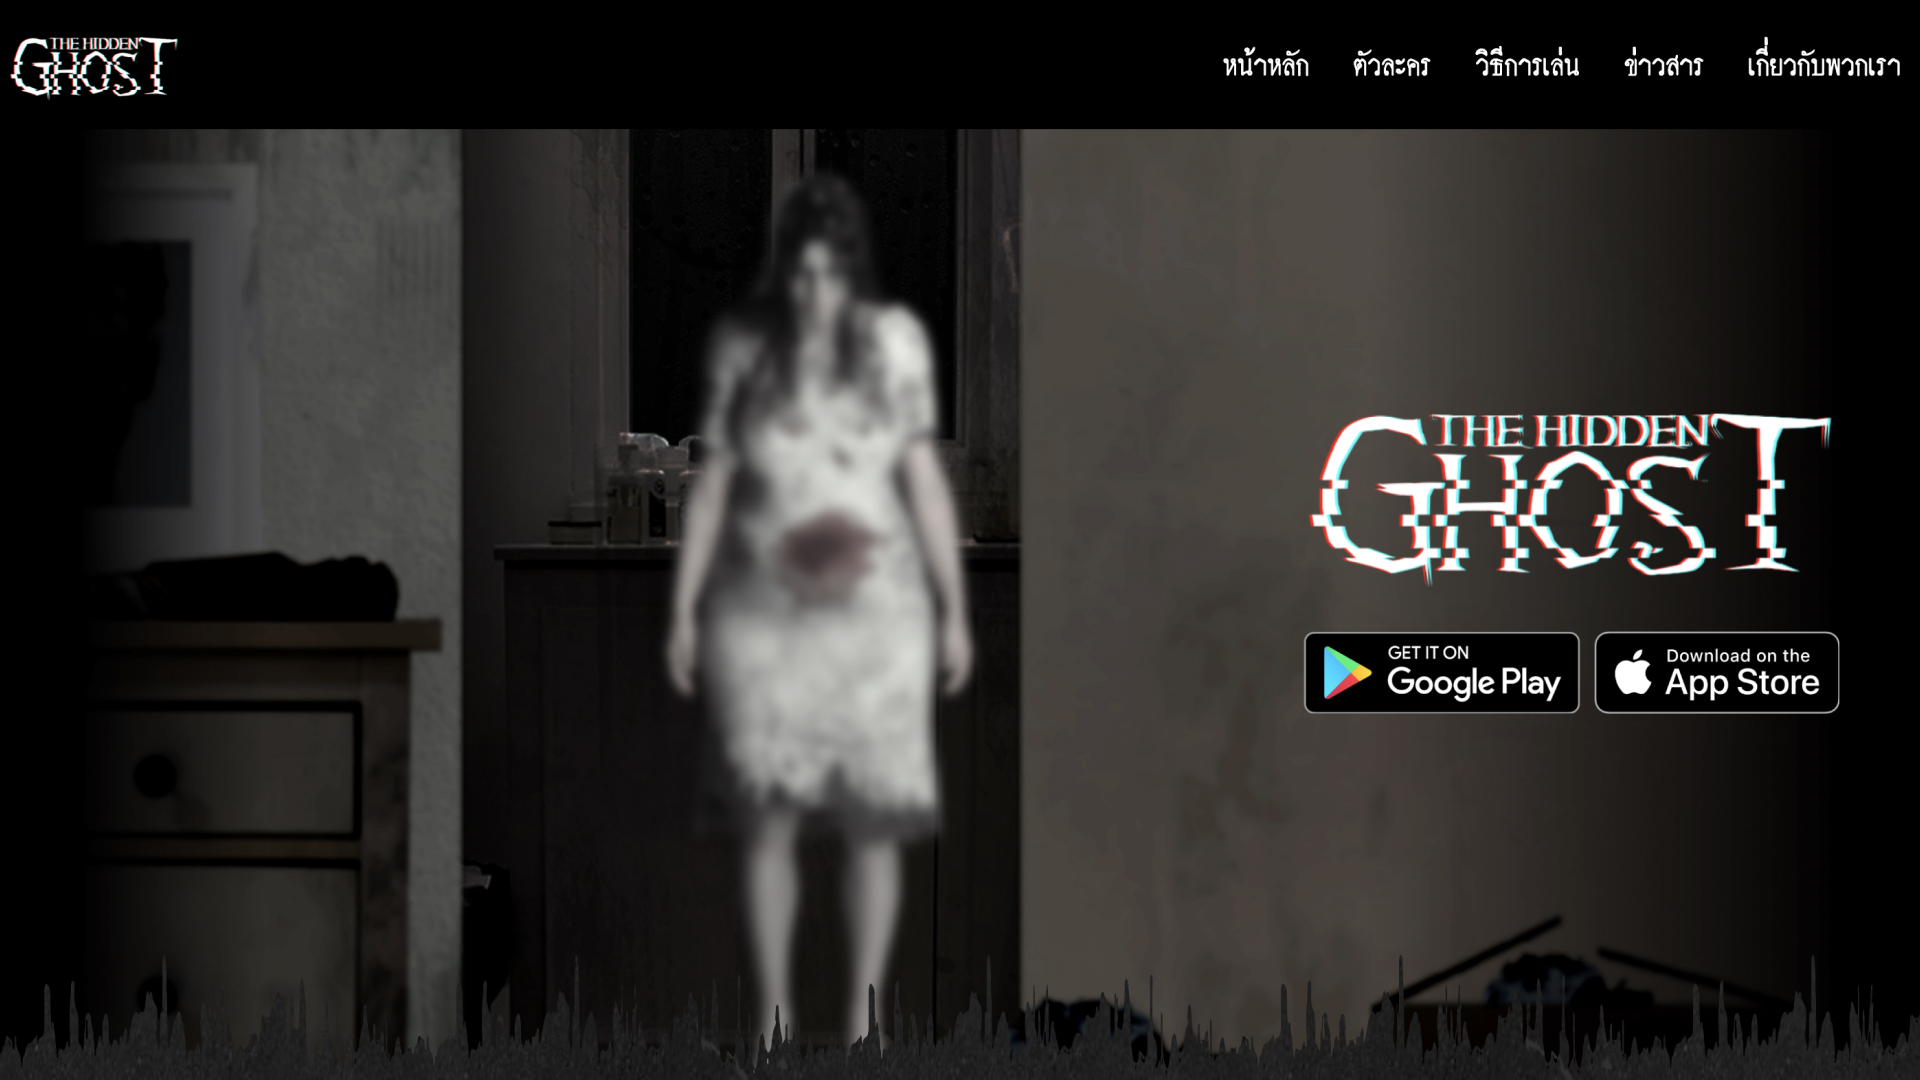 THE HIDDEN
GHOST
หน้าหลัก ตัวละคร วิธีการเล่น ข่าวสาร เกี่ยวกับพวกเรา
THE HIDDEN
GHOST
GET IT ON
Google Play
Download on the
App Store